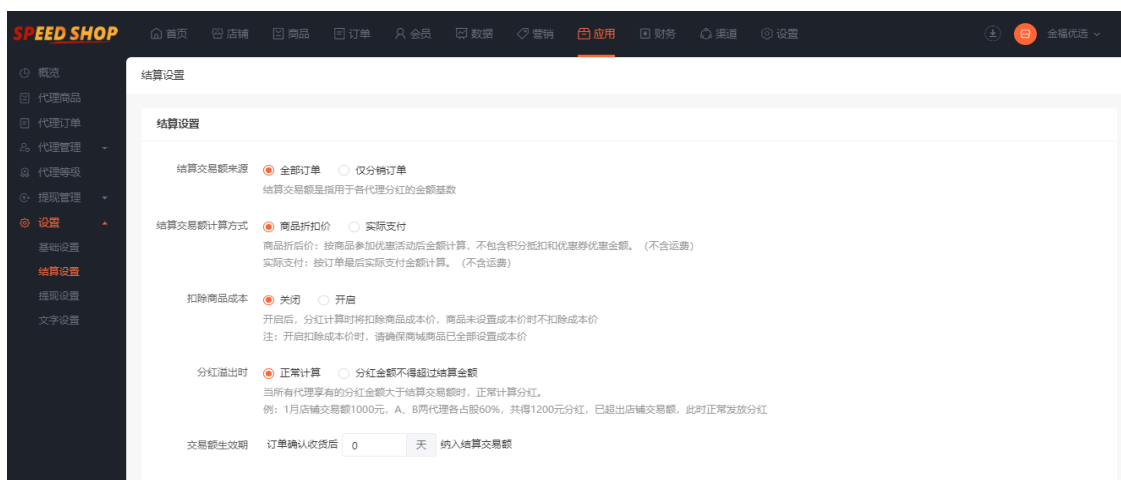 SPEED SHOP 首页 店铺 商品 订单 会员 数据 营销 应用 财务 渠道 设置 金福优选
概览
代理商品
代理订单
代理管理
代理等级
提现管理
设置
基础设置
结算设置
提现设置
文字设置
结算设置
结算设置
结算交易额来源 全部订单 仅分销订单
结算交易额是指用于各代理分红的金额基数
结算交易额计算方式 商品折扣价 实际支付
商品折后价：按商品参加优惠活动后金额计算，不包含积分抵扣和优惠券优惠金额。（不含运费）
实际支付：按订单最后实际支付金额计算。（不含运费）
扣除商品成本 关闭 开启
开启后，分红计算时将扣除商品成本价，商品未设置成本价时不扣除成本价
注：开启扣除成本价时，请确保商城商品已全部设置成本价
分红溢出时 正常计算 分红金额不得超过结算金额
当所有代理享有的分红金额大于结算交易额时，正常计算分红。
例：1月店铺交易额1000元，A、B两代理各占股60%，共得1200元分红，已超出店铺交易额，此时正常发放分红
交易额生效期 订单确认收货后 0 天 纳入结算交易额